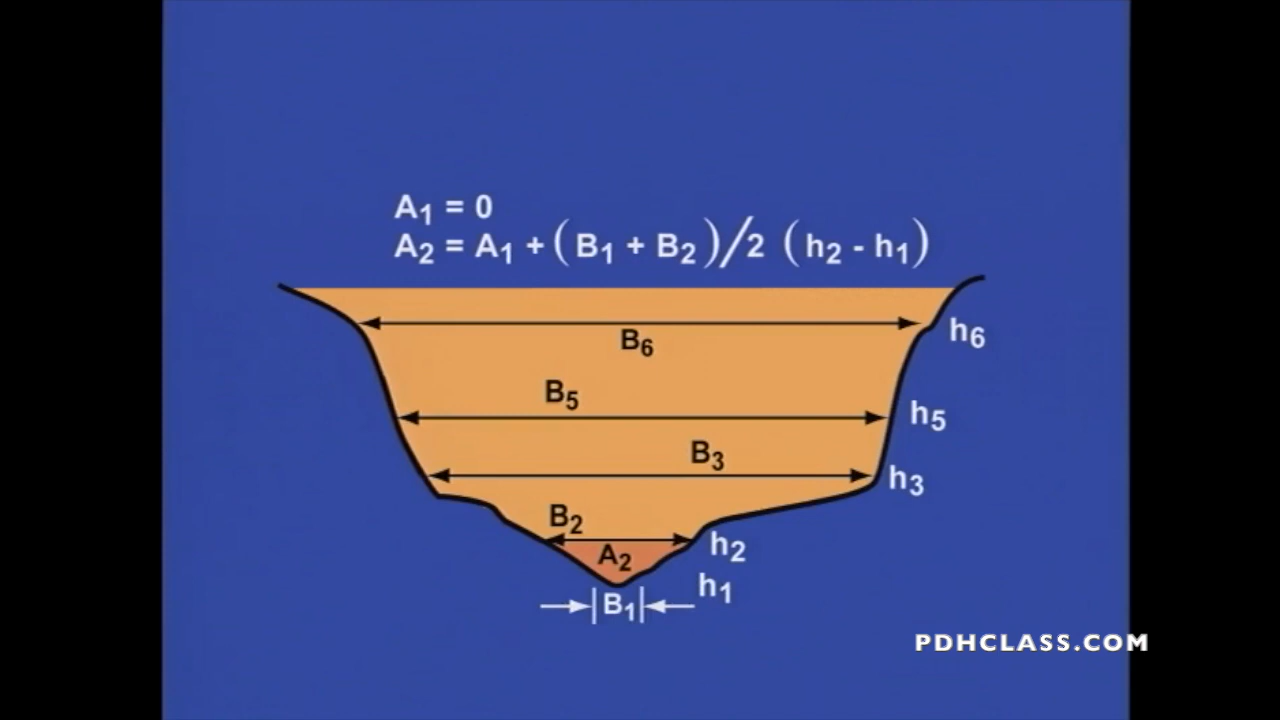 A1 = 0
A2 = A1 + (B1 + B2)/2 (h2 - h1)
B6
h6
B5
h5
B3
h3
B2
h2
A2
h1
B1
PDHCLASS.COM